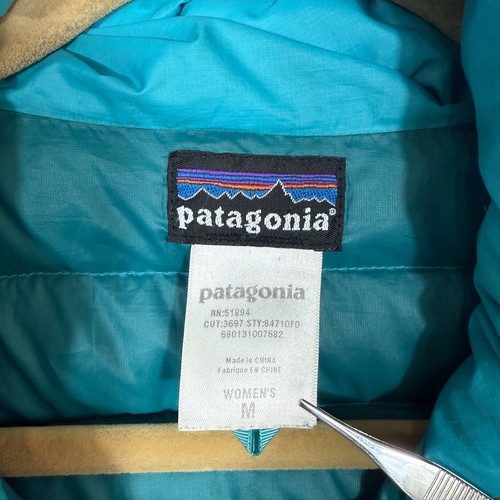 patagonia®
patagonia
RN:51884
CUT:3697 STY:84710F0
680131007682
Made in CHINA
Fabriqué EN CHINE
WOMEN'S
M